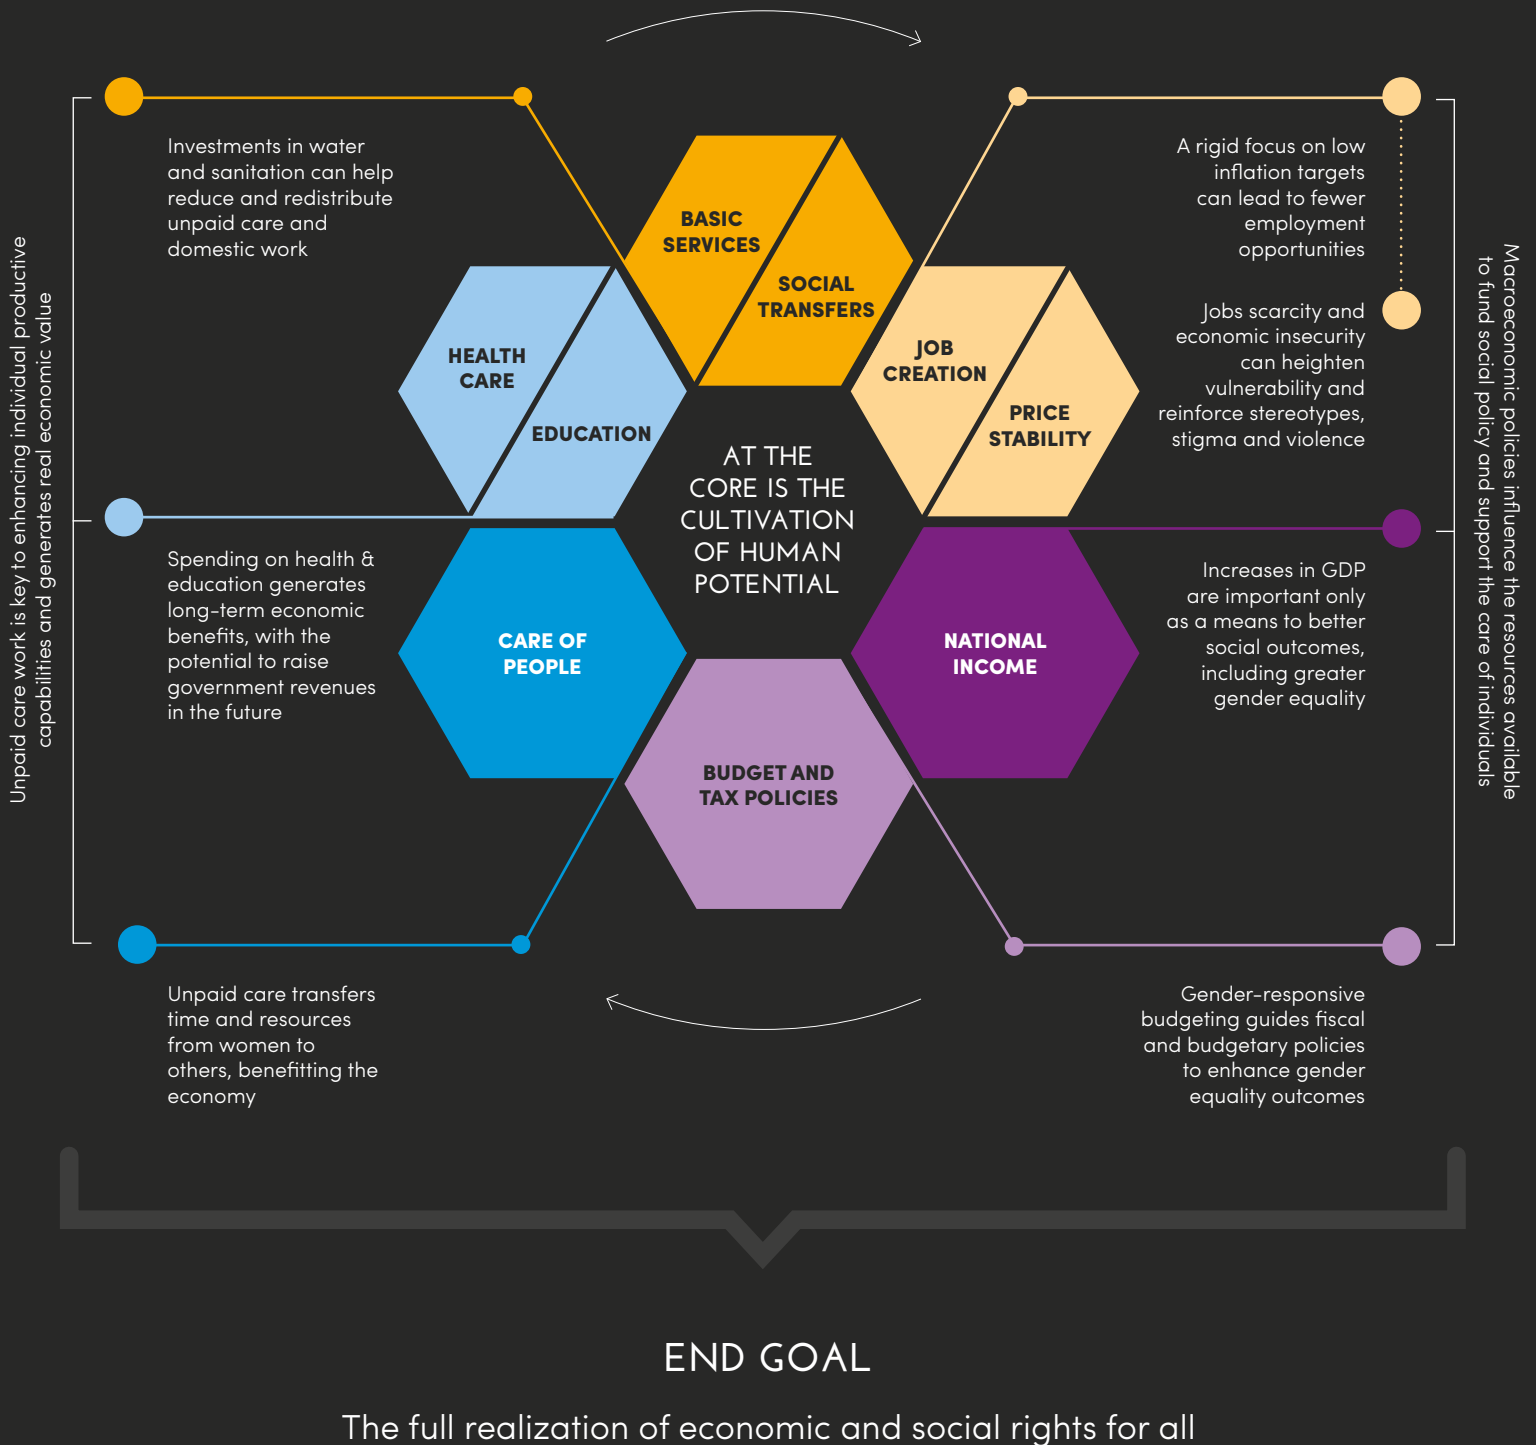 Unpaid care work is key to enhancing individual productive
capabilities and generates real economic value
Investments in water
and sanitation can help
reduce and redistribute
unpaid care and
domestic work
Spending on health &
education generates
long-term economic
benefits, with the
potential to raise
government revenues
in the future
Unpaid care transfers
time and resources
from women to
others, benefitting the
economy
BASIC
SERVICES
SOCIAL
TRANSFERS
HEALTH
CARE
EDUCATION
JOB
CREATION
PRICE
STABILITY
AT THE
CORE IS THE
CULTIVATION
OF HUMAN
POTENTIAL
CARE OF
PEOPLE
NATIONAL
INCOME
BUDGET AND
TAX POLICIES
A rigid focus on low
inflation targets
can lead to fewer
employment
opportunities
Jobs scarcity and
economic insecurity
can heighten
vulnerability and
reinforce stereotypes,
stigma and violence
Increases in GDP
are important only
as a means to better
social outcomes,
including greater
gender equality
Gender-responsive
budgeting guides fiscal
and budgetary policies
to enhance gender
equality outcomes
Macroeconomic policies influence the resources available
to fund social policy and support the care of individuals
END GOAL
The full realization of economic and social rights for all